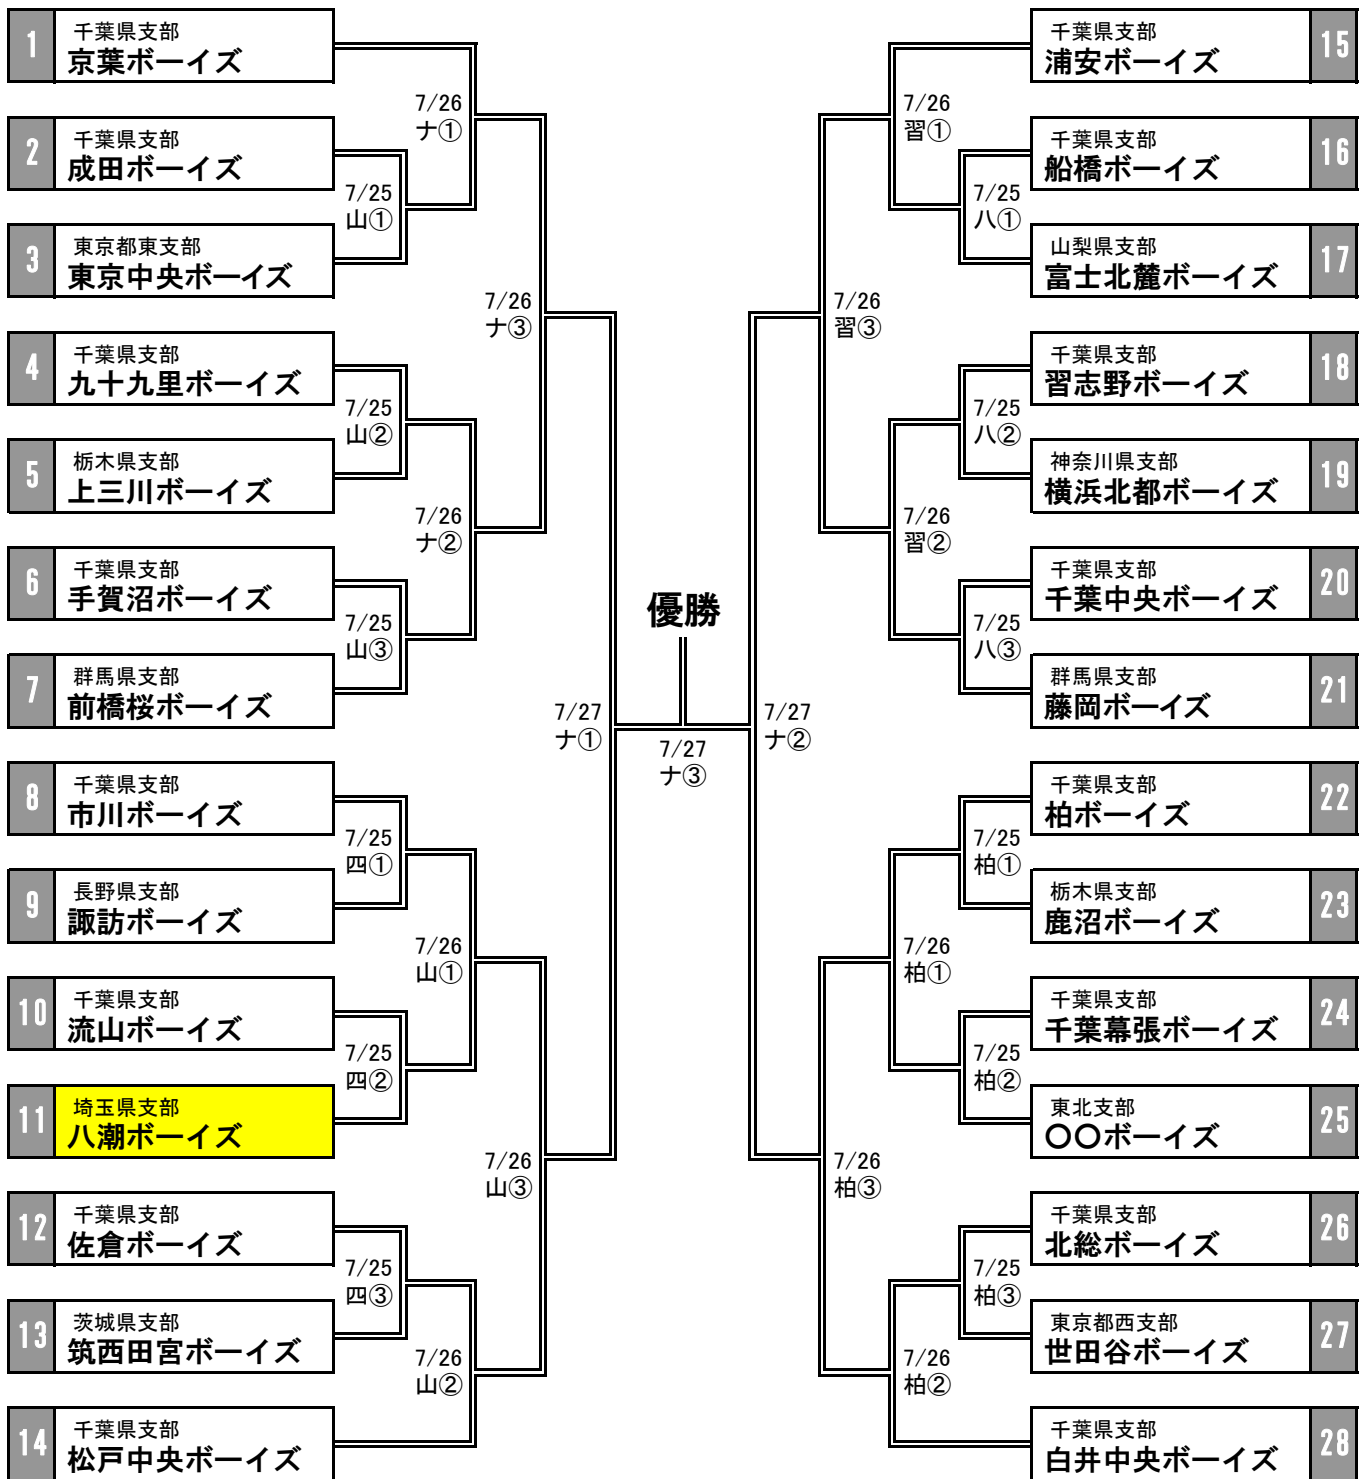 1
千葉県支部
京葉ボーイズ
2
千葉県支部
成田ボーイズ
3
東京都東支部
東京中央ボーイズ
4
千葉県支部
九十九里ボーイズ
5
栃木県支部
上三川ボーイズ
6
千葉県支部
手賀沼ボーイズ
7
群馬県支部
前橋桜ボーイズ
8
千葉県支部
市川ボーイズ
9
長野県支部
諏訪ボーイズ
10
千葉県支部
流山ボーイズ
11
埼玉県支部
八潮ボーイズ
12
千葉県支部
佐倉ボーイズ
13
茨城県支部
筑西田宮ボーイズ
14
千葉県支部
松戸中央ボーイズ
7/25
山①
7/25
山②
7/25
山③
7/25
四①
7/25
四②
7/25
四③
7/26
ナ①
7/26
ナ②
7/26
山①
7/26
山②
7/26
ナ③
7/26
山③
7/27
ナ①
優勝
7/27
ナ③
7/27
ナ②
7/26
習③
7/26
柏③
7/26
習①
7/26
習②
7/26
柏①
7/26
柏②
7/25
八①
7/25
八②
7/25
八③
7/25
柏①
7/25
柏②
7/25
柏③
千葉県支部
浦安ボーイズ
15
千葉県支部
船橋ボーイズ
16
山梨県支部
富士北麓ボーイズ
17
千葉県支部
習志野ボーイズ
18
神奈川県支部
横浜北都ボーイズ
19
千葉県支部
千葉中央ボーイズ
20
群馬県支部
藤岡ボーイズ
21
千葉県支部
柏ボーイズ
22
栃木県支部
鹿沼ボーイズ
23
千葉県支部
千葉幕張ボーイズ
24
東北支部
〇〇ボーイズ
25
千葉県支部
北総ボーイズ
26
東京都西支部
世田谷ボーイズ
27
千葉県支部
白井中央ボーイズ
28